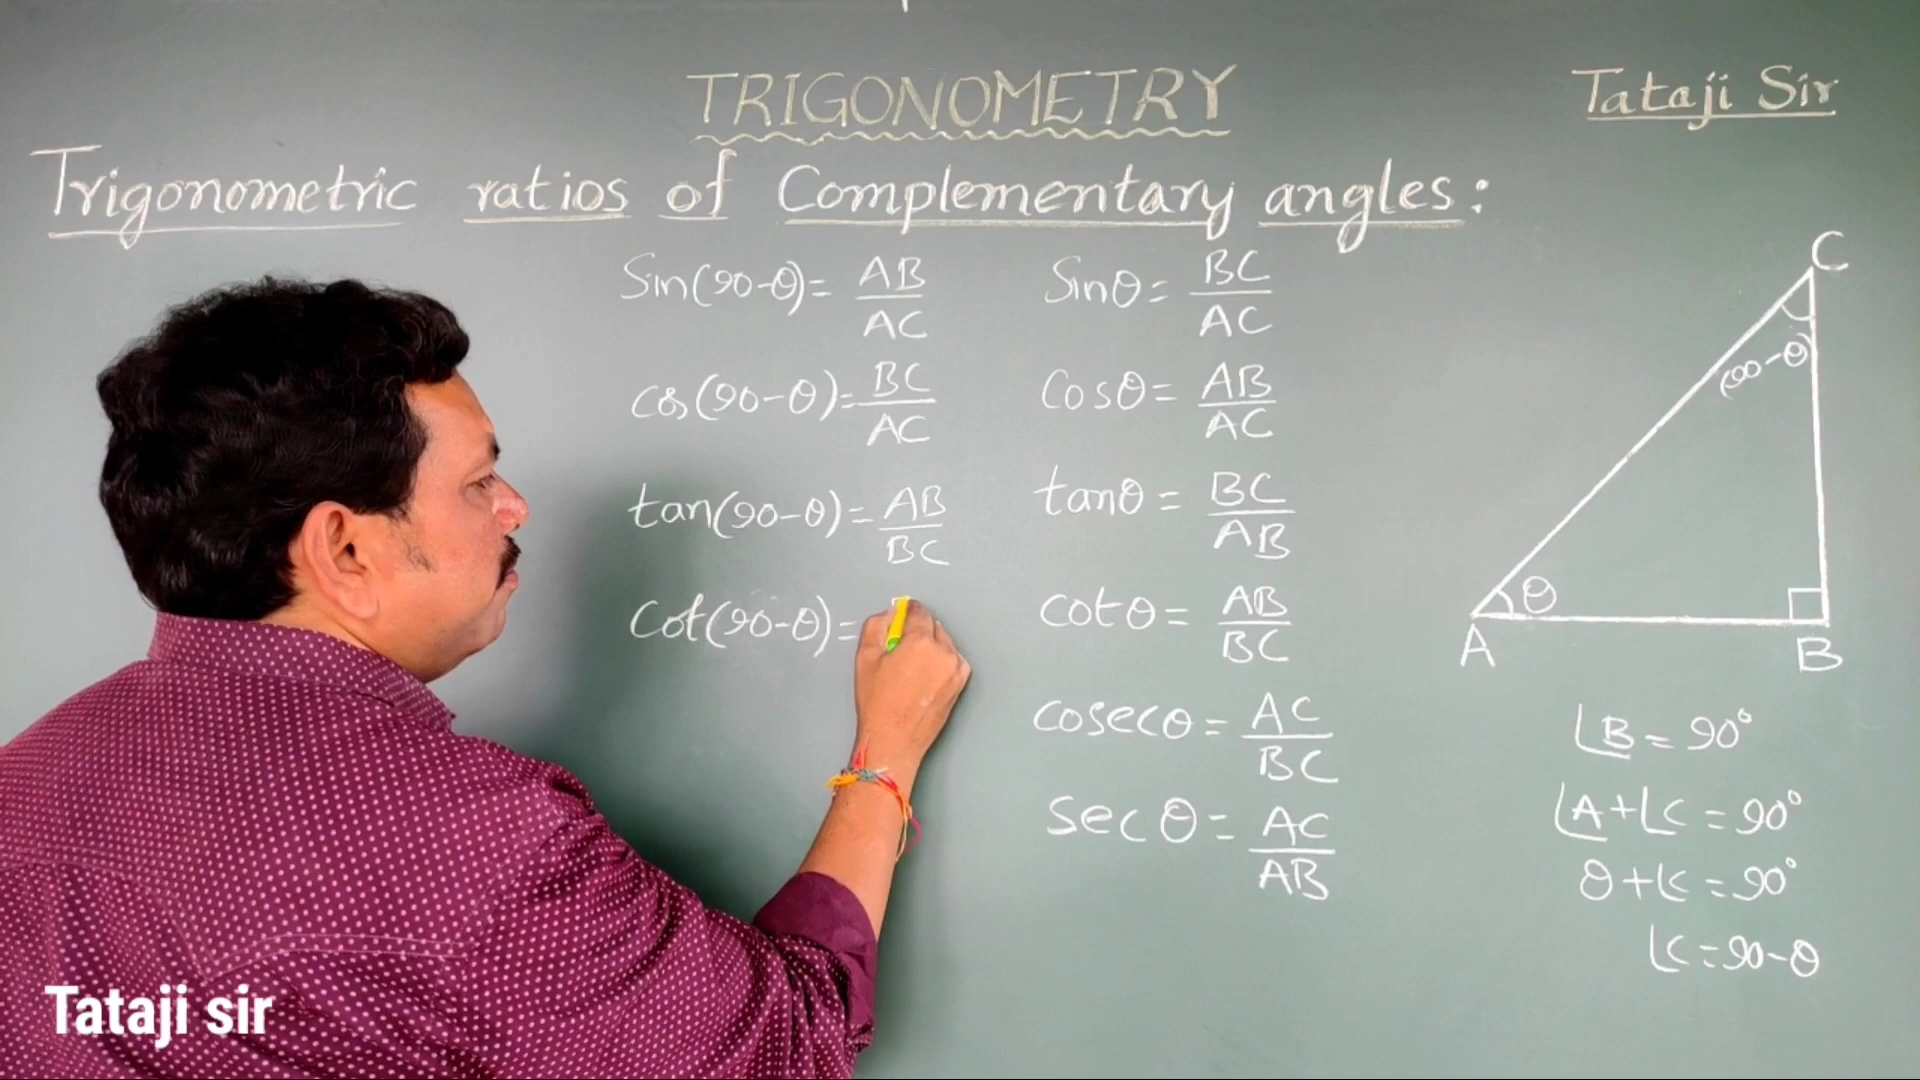 TRIGONOMETRY
Tataji Sir
Trigonometric ratios of Complementary angles:
Sin(90-θ)= AB/AC
cos(90-θ)= BC/AC
tan(90-θ)= AB/BC
Cot(90-θ)=
Sinθ= BC/AC
Cosθ= AB/AC
tanθ= BC/AB
cotθ= AB/BC
cosecθ= AC/BC
secθ= AC/AB
C
(90-θ)
θ
A
B
∠B = 90°
∠A+∠C = 90°
θ+∠C = 90°
∠C = 90-θ
Tataji sir